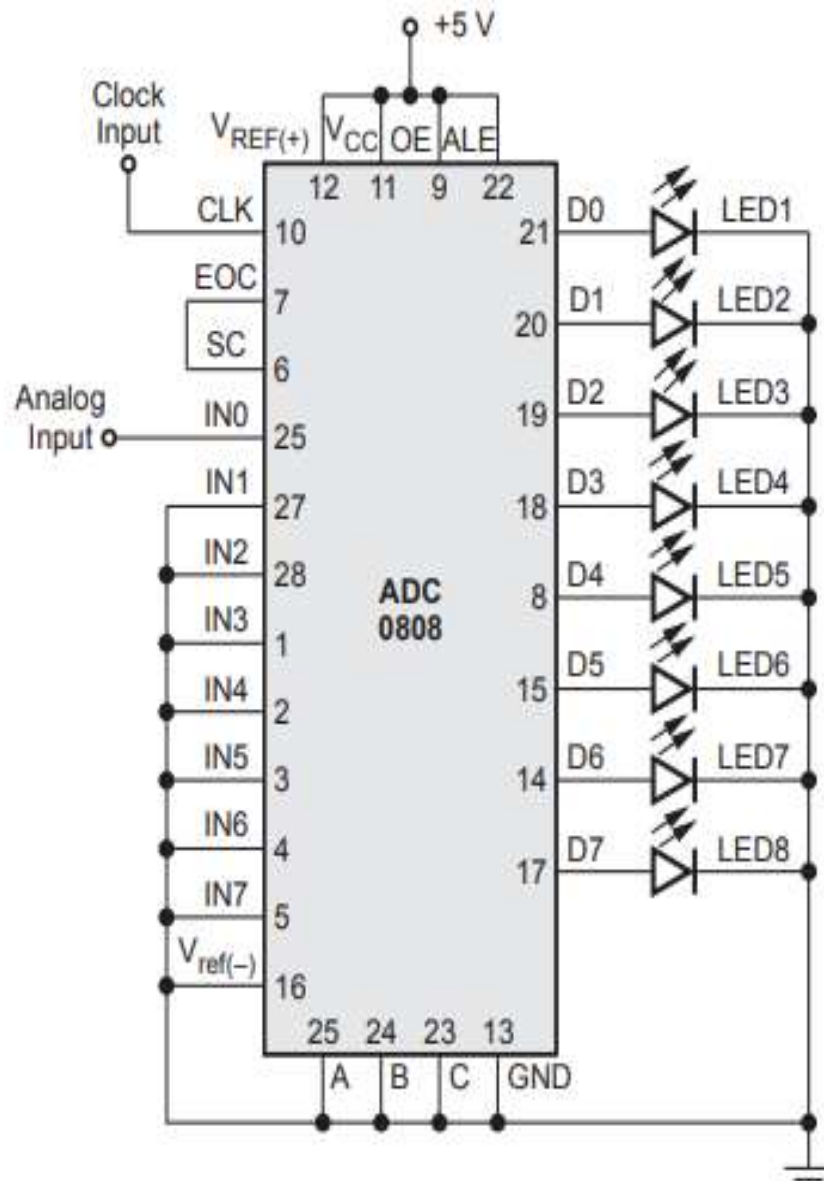 +5 V
Clock
Input
V_REF(+) V_CC OE ALE
12 11 9 22
CLK
10
21 D0 LED1
EOC
7
20 D1 LED2
SC
6
19 D2 LED3
Analog
Input
IN0
25
IN1
27
18 D3 LED4
IN2
28
ADC
0808
8 D4 LED5
IN3
1
IN4
2
15 D5 LED6
IN5
3
14 D6 LED7
IN6
4
17 D7 LED8
IN7
5
V_ref(–)
16
25 24 23 13
A B C GND